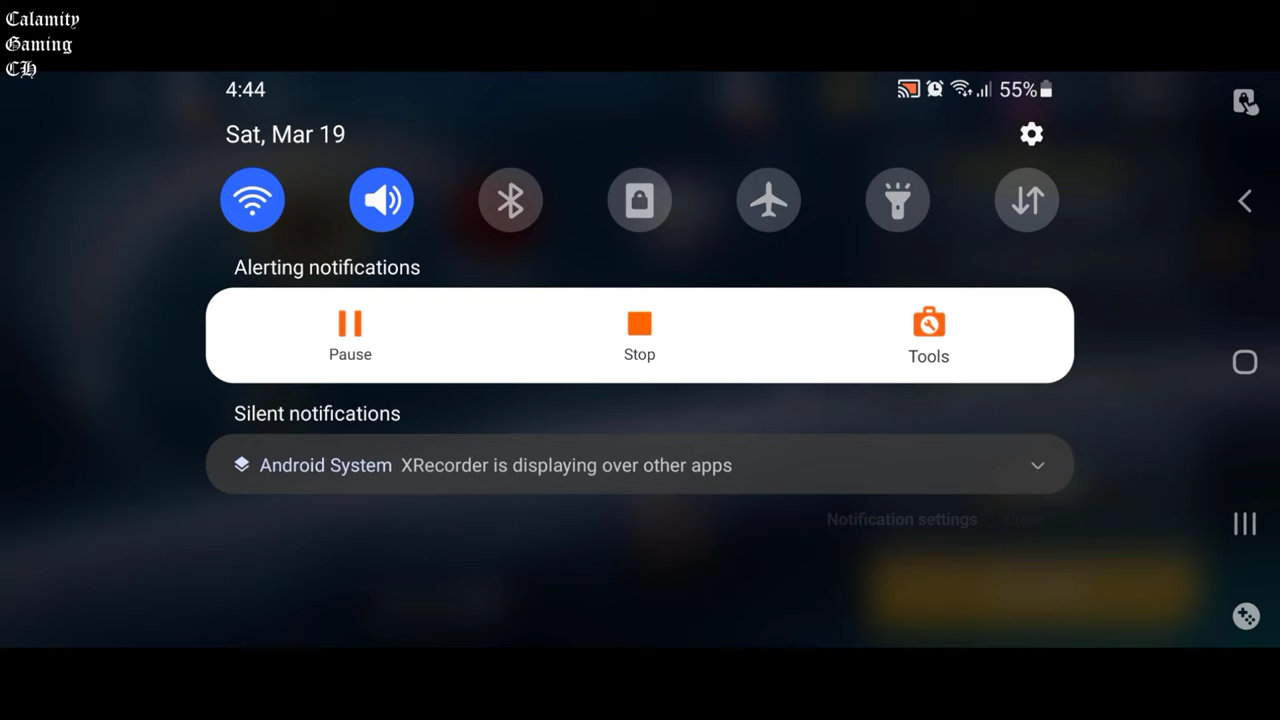 Calamity
Gaming
CH
4:44
55%
Sat, Mar 19
Alerting notifications
Pause
Stop
Tools
Silent notifications
Android System XRecorder is displaying over other apps
Notification settings
Clear